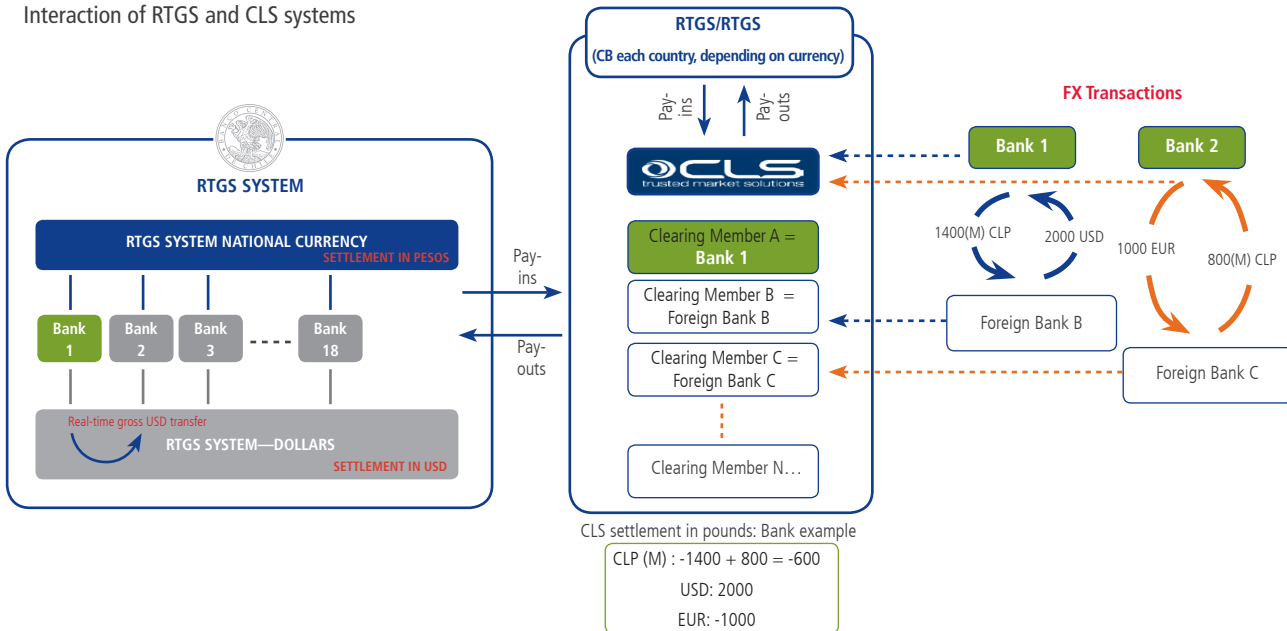 Interaction of RTGS and CLS systems
BANCO CENTRAL
DE CHILE
RTGS SYSTEM
RTGS SYSTEM NATIONAL CURRENCY
SETTLEMENT IN PESOS
Bank
1
Bank
2
Bank
3
Bank
18
Real-time gross USD transfer
RTGS SYSTEM—DOLLARS
SETTLEMENT IN USD
Pay-
ins
Pay-
outs
RTGS/RTGS
(CB each country, depending on currency)
Pay-
ins
Pay-
outs
CLS
trusted market solutions
Clearing Member A =
Bank 1
Clearing Member B =
Foreign Bank B
Clearing Member C =
Foreign Bank C
Clearing Member N…
CLS settlement in pounds: Bank example
CLP (M) : -1400 + 800 = -600
USD: 2000
EUR: -1000
FX Transactions
Bank 1
Bank 2
1400(M) CLP
2000 USD
1000 EUR
800(M) CLP
Foreign Bank B
Foreign Bank C